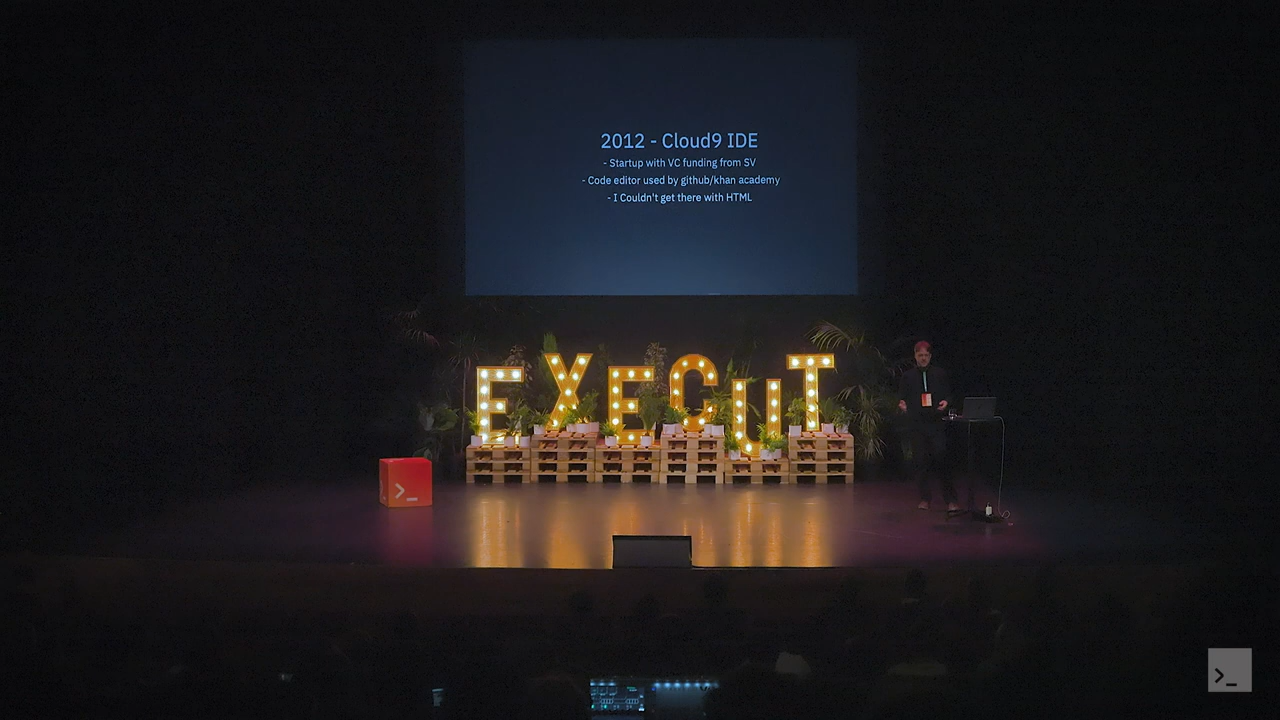 2012 - Cloud9 IDE
- Startup with VC funding from SV
- Code editor used by github/khan academy
- I Couldn't get there with HTML
EXECUT
>_
>_